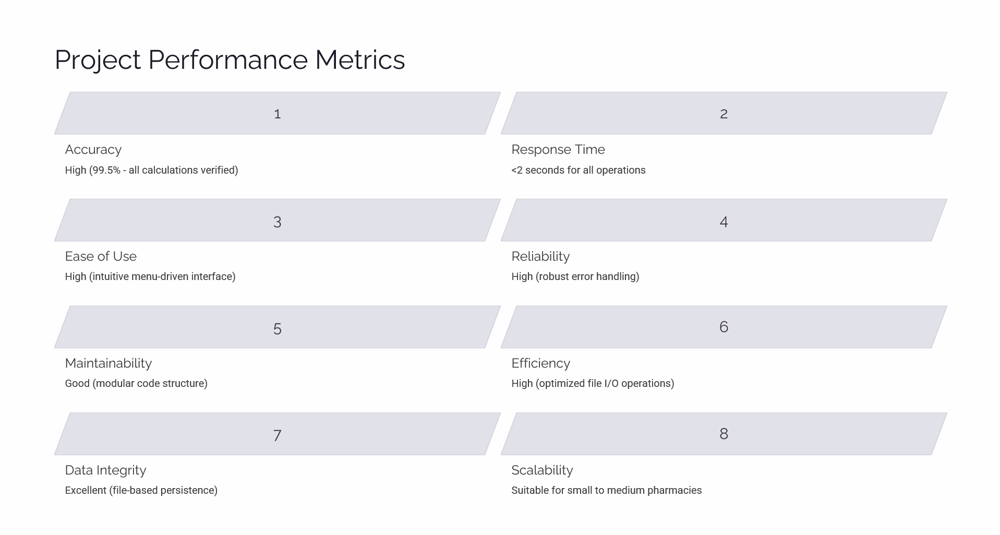 Project Performance Metrics
1
Accuracy
High (99.5% - all calculations verified)
2
Response Time
<2 seconds for all operations
3
Ease of Use
High (intuitive menu-driven interface)
4
Reliability
High (robust error handling)
5
Maintainability
Good (modular code structure)
6
Efficiency
High (optimized file I/O operations)
7
Data Integrity
Excellent (file-based persistence)
8
Scalability
Suitable for small to medium pharmacies